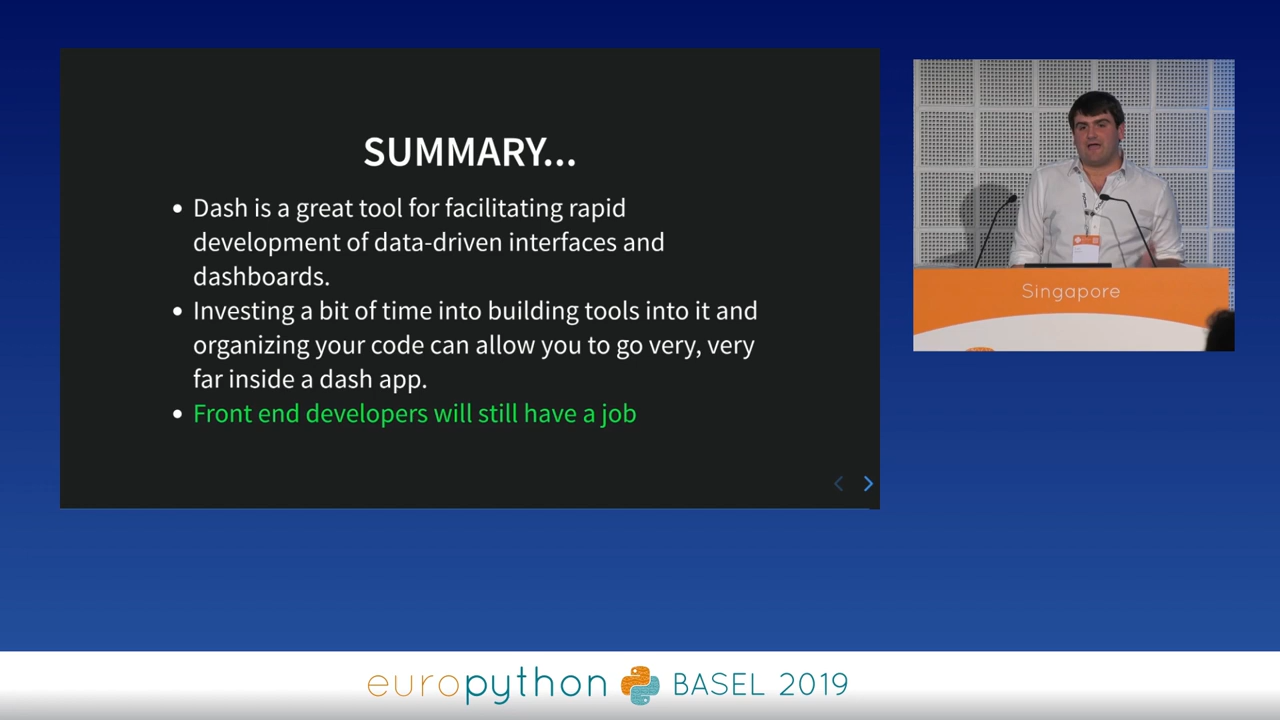 SUMMARY...
• Dash is a great tool for facilitating rapid
development of data-driven interfaces and
dashboards.
• Investing a bit of time into building tools into it and
organizing your code can allow you to go very, very
far inside a dash app.
• Front end developers will still have a job
Singapore
europython BASEL 2019